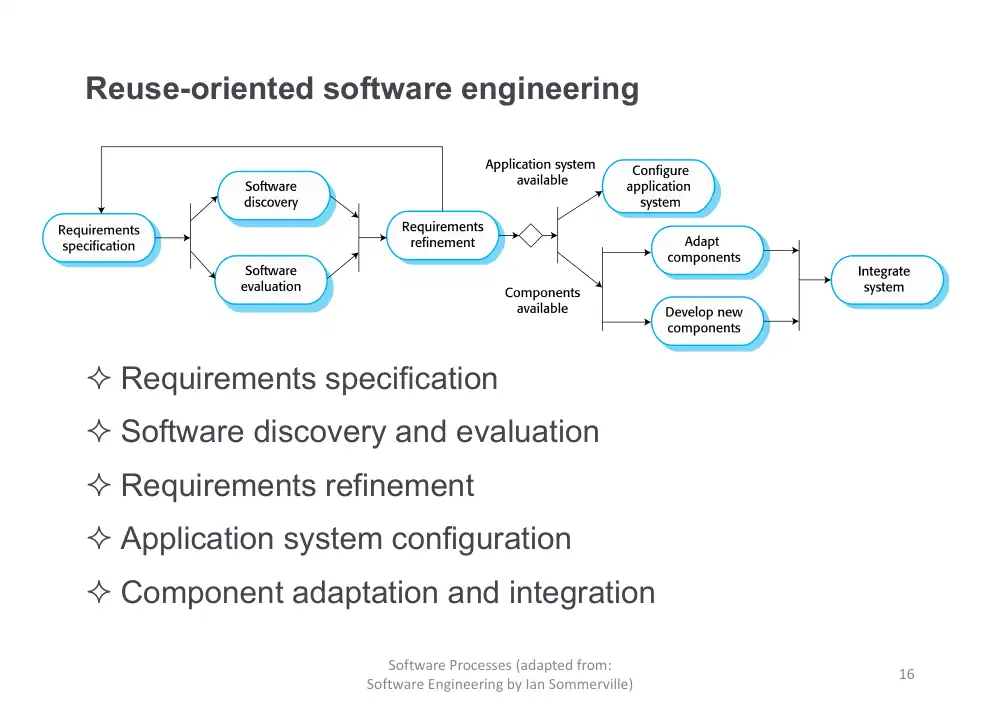 Reuse-oriented software engineering
Application system
available
Configure
application
system
Software
discovery
Requirements
specification
Requirements
refinement
Adapt
components
Software
evaluation
Components
available
Develop new
components
Integrate
system
✧ Requirements specification
✧ Software discovery and evaluation
✧ Requirements refinement
✧ Application system configuration
✧ Component adaptation and integration
Software Processes (adapted from:
Software Engineering by Ian Sommerville)
16